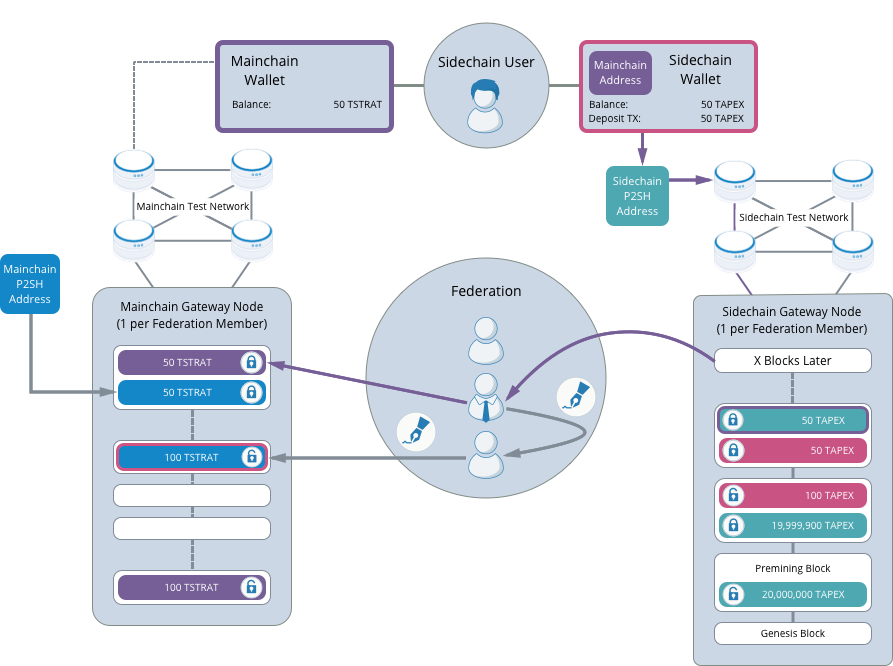 Mainchain
Wallet
Balance: 50 TSTRAT
Sidechain User
Mainchain
Address
Sidechain
Wallet
Balance: 50 TAPEX
Deposit TX: 50 TAPEX
Sidechain
P2SH
Address
Mainchain Test Network
Sidechain Test Network
Mainchain
P2SH
Address
Mainchain Gateway Node
(1 per Federation Member)
50 TSTRAT
50 TSTRAT
100 TSTRAT
100 TSTRAT
Federation
Sidechain Gateway Node
(1 per Federation Member)
X Blocks Later
50 TAPEX
50 TAPEX
100 TAPEX
19,999,900 TAPEX
Premining Block
20,000,000 TAPEX
Genesis Block